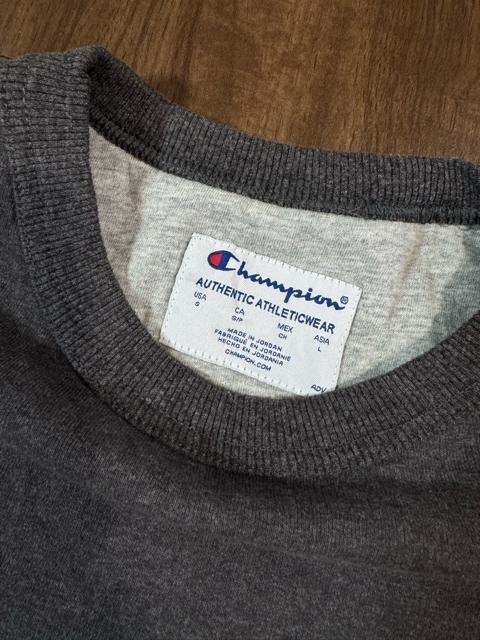 Champion®
AUTHENTIC ATHLETICWEAR
USA CA MEX ASIA
S S/P CH L
MADE IN JORDAN
FABRIQUÉ EN JORDANIE
HECHO EN JORDANIA
CHAMPION.COM
ADV